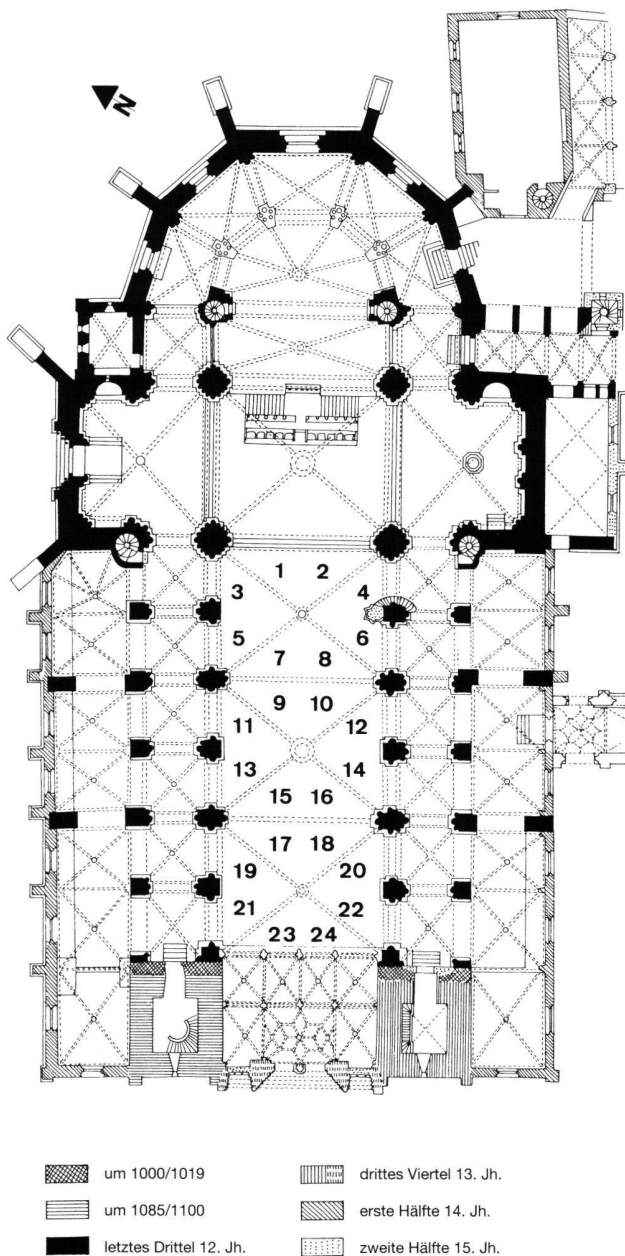 N
1 2
3 4
5 6
7 8
9 10
11 12
13 14
15 16
17 18
19 20
21 22
23 24
um 1000/1019
um 1085/1100
letztes Drittel 12. Jh.
drittes Viertel 13. Jh.
erste Hälfte 14. Jh.
zweite Hälfte 15. Jh.